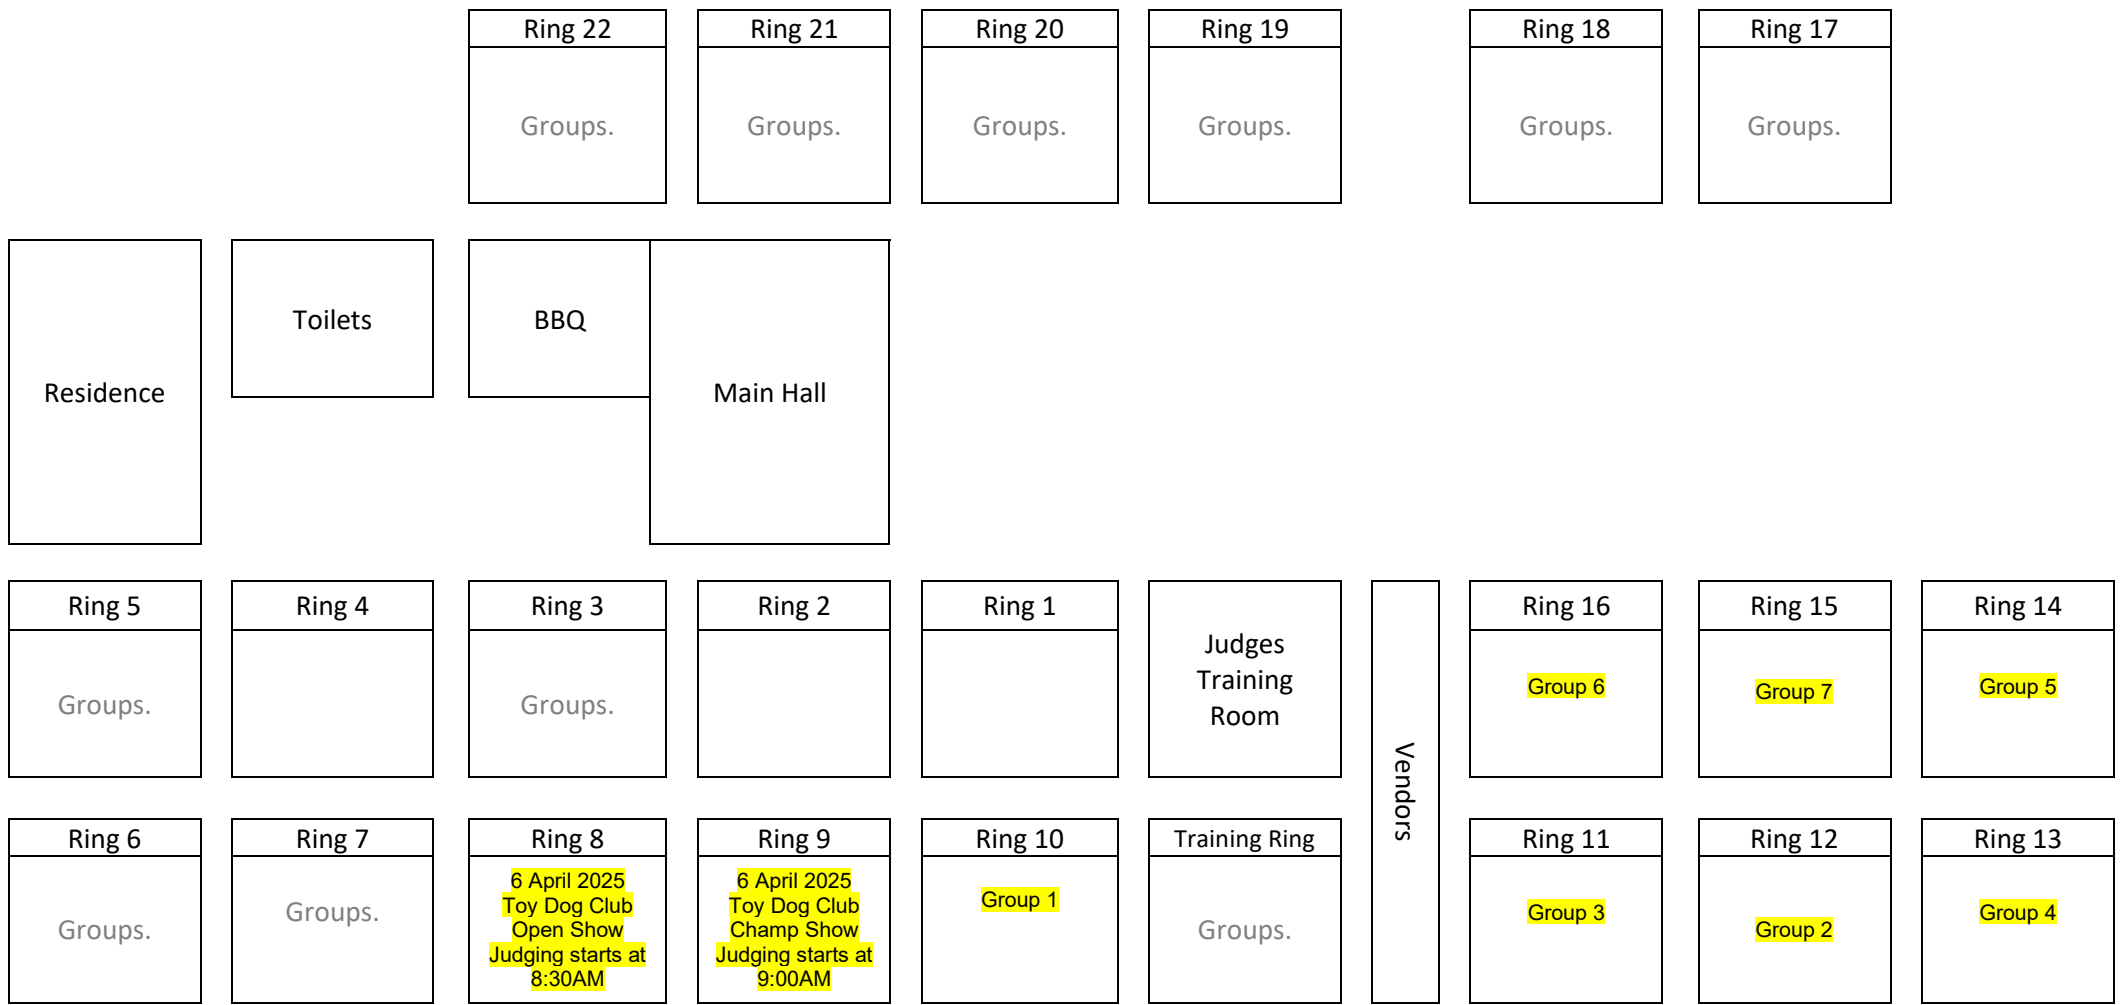 Ring 22
Ring 21
Ring 20
Ring 19
Ring 18
Ring 17
Groups.
Groups.
Groups.
Groups.
Groups.
Groups.
Residence
Toilets
BBQ
Main Hall
Ring 5
Ring 4
Ring 3
Ring 2
Ring 1
Judges
Training
Room
Vendors
Ring 16
Ring 15
Ring 14
Groups.
Groups.
Group 6
Group 7
Group 5
Ring 6
Ring 7
Ring 8
Ring 9
Ring 10
Training Ring
Ring 11
Ring 12
Ring 13
Groups.
Groups.
6 April 2025
Toy Dog Club
Open Show
Judging starts at
8:30AM
6 April 2025
Toy Dog Club
Champ Show
Judging starts at
9:00AM
Group 1
Groups.
Group 3
Group 2
Group 4